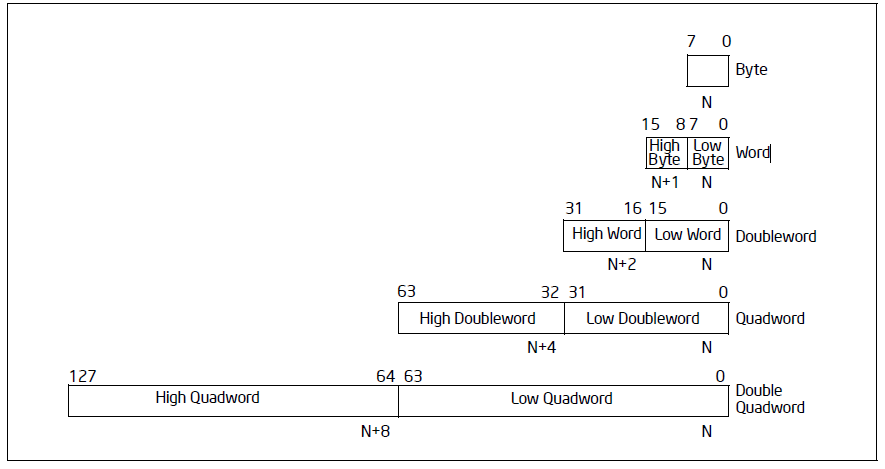 7 0
Byte
N
15 8 7 0
High Byte Low Byte Word
N+1 N
31 16 15 0
High Word Low Word Doubleword
N+2 N
63 32 31 0
High Doubleword Low Doubleword Quadword
N+4 N
127 64 63 0
High Quadword Low Quadword Double Quadword
N+8 N